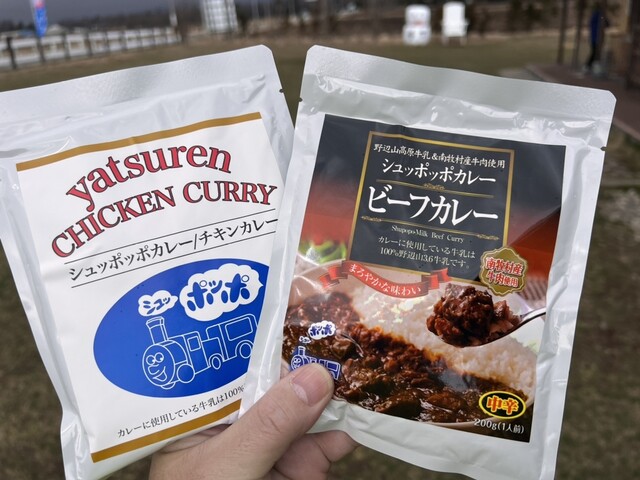 yatsuren
CHICKEN CURRY
シュッポッポカレー/チキンカレー
シュッ
ポッポ
カレーに使用している牛乳は100%
野辺山高原牛乳&南牧村産牛肉使用
シュッポッポカレー
ビーフカレー
Shupopo-Milk Beef Curry
カレーに使用している牛乳は
100%野辺山3.6牛乳です。
まろやかな味わい
南牧村産
牛肉使用
ポッポ
中辛
200g(1人前)